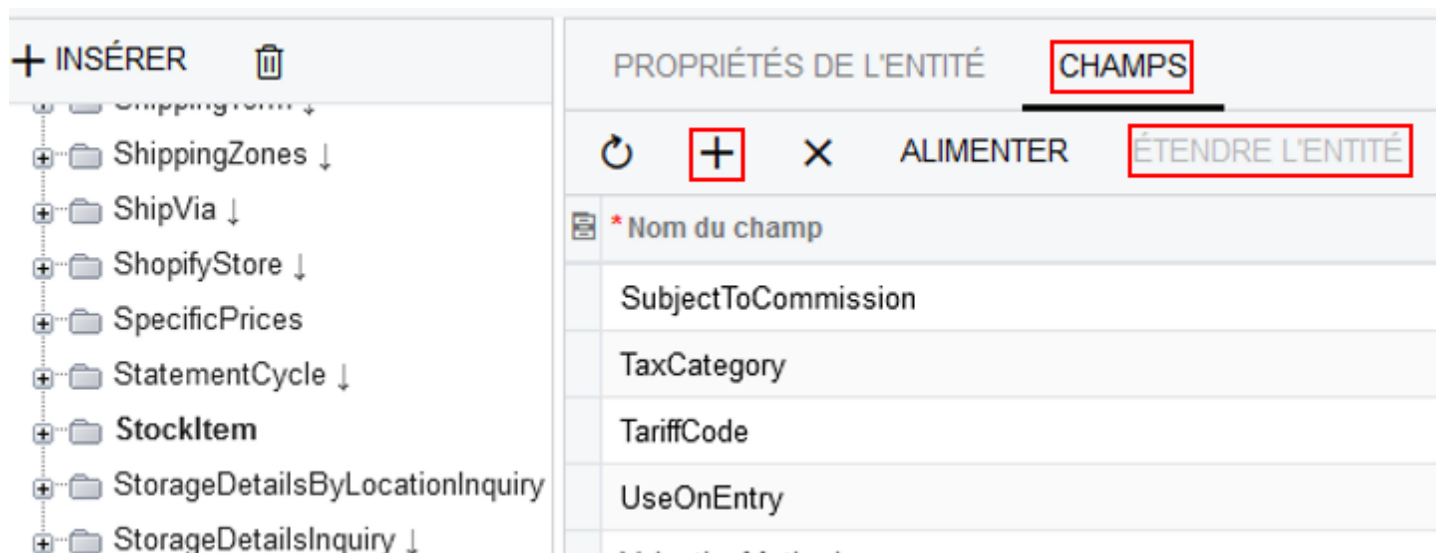 + INSÉRER
ShippingTerm ↓
ShippingZones ↓
ShipVia ↓
ShopifyStore ↓
SpecificPrices
StatementCycle ↓
StockItem
StorageDetailsByLocationInquiry
StorageDetailsInquiry ↓
PROPRIÉTÉS DE L'ENTITÉ CHAMPS
ALIMENTER ÉTENDRE L'ENTITÉ
* Nom du champ
SubjectToCommission
TaxCategory
TariffCode
UseOnEntry